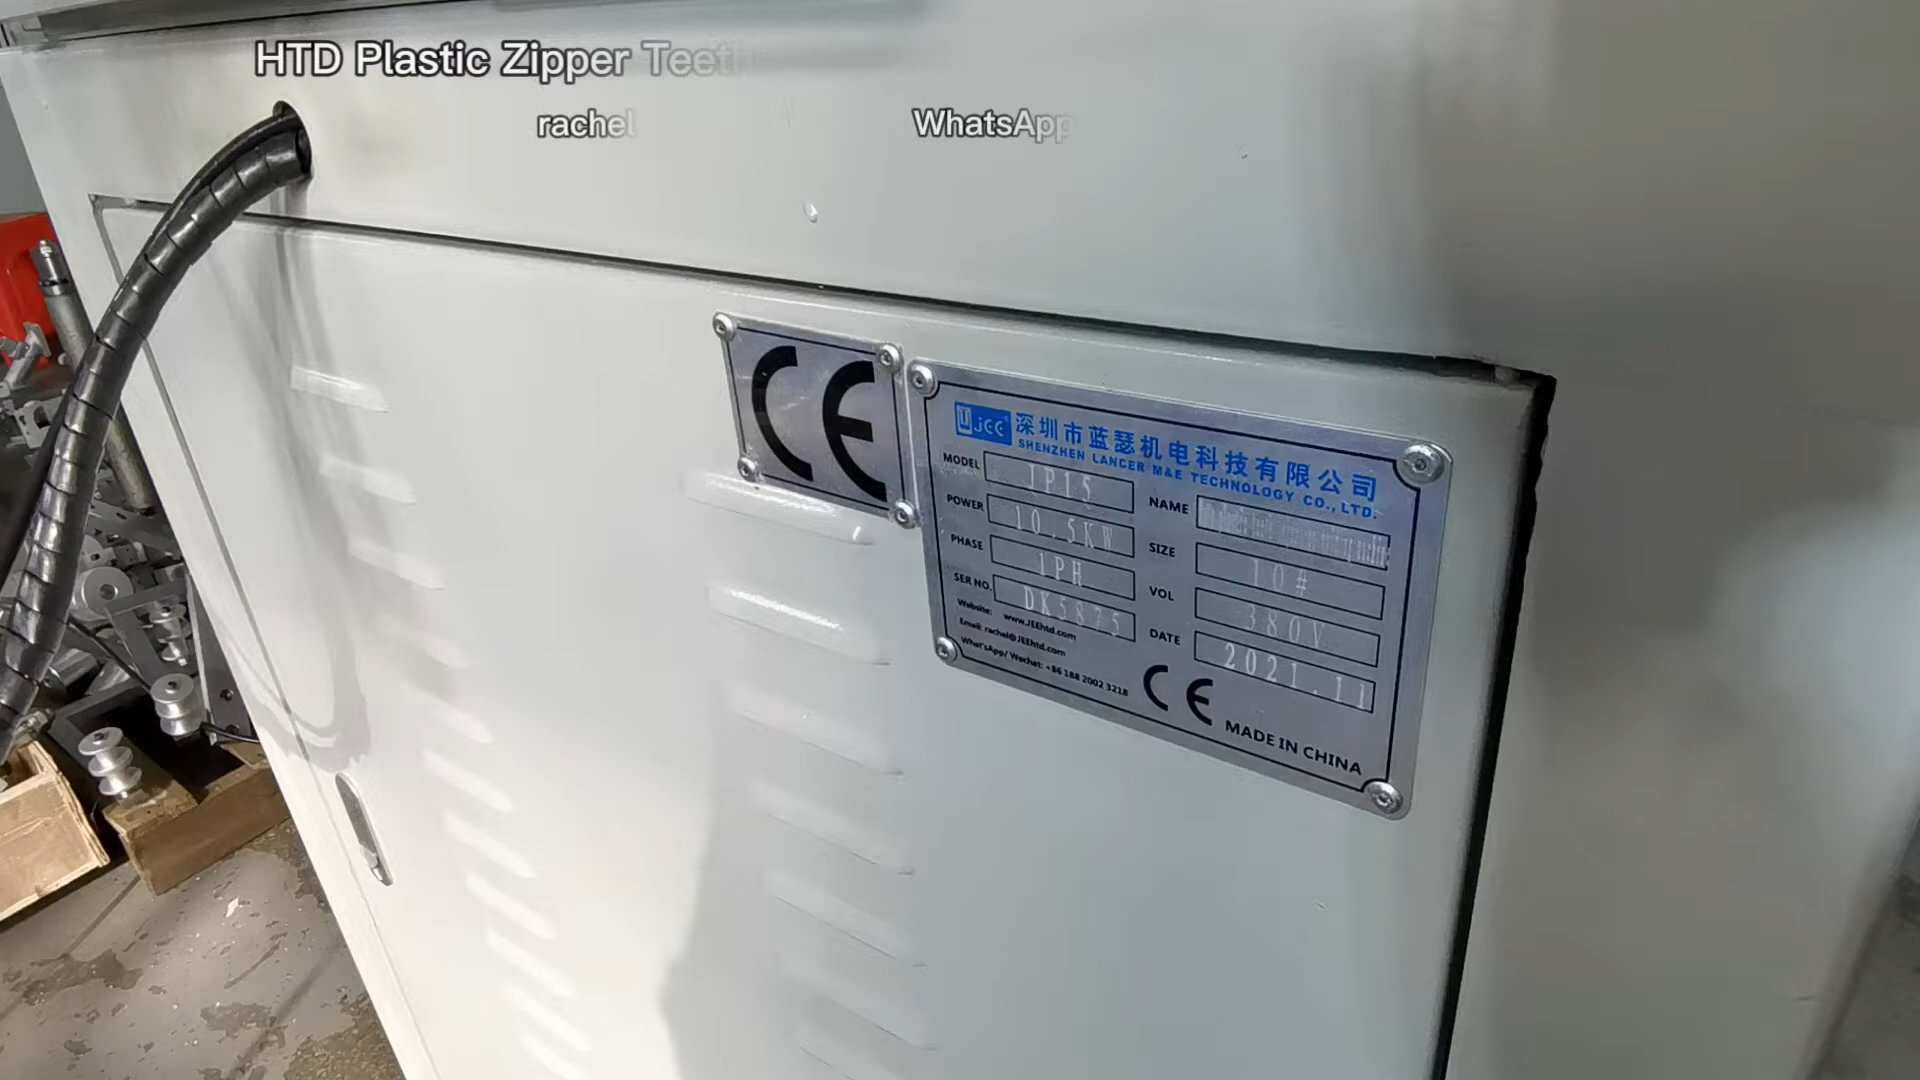 HTD Plastic Zipper Teeth
rachel WhatsApp
CE
JCC 深圳市蓝瑟机电科技有限公司
SHENZHEN LANCER M&E TECHNOLOGY CO., LTD.
MODEL JP15 NAME
POWER 10.5KW SIZE 10#
PHASE 1PH VOL 380V
SER NO. DK5875 DATE 2021.11
Website: www.JEEhtd.com
Email: rachel@JEEhtd.com
What'sApp/ Wechat: +86 188 2002 3218
CE MADE IN CHINA